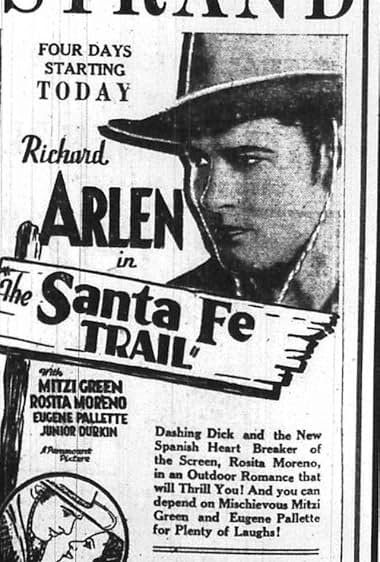 STRAND
FOUR DAYS
STARTING
TODAY
Richard
ARLEN
in
"The Santa Fe
TRAIL"
With
MITZI GREEN
ROSITA MORENO
EUGENE PALLETTE
JUNIOR DURKIN
A Paramount
Picture
Dashing Dick and the New
Spanish Heart Breaker of
the Screen, Rosita Moreno,
in an Outdoor Romance that
will Thrill You! And you can
depend on Mischievous Mitzi
Green and Eugene Pallette
for Plenty of Laughs!